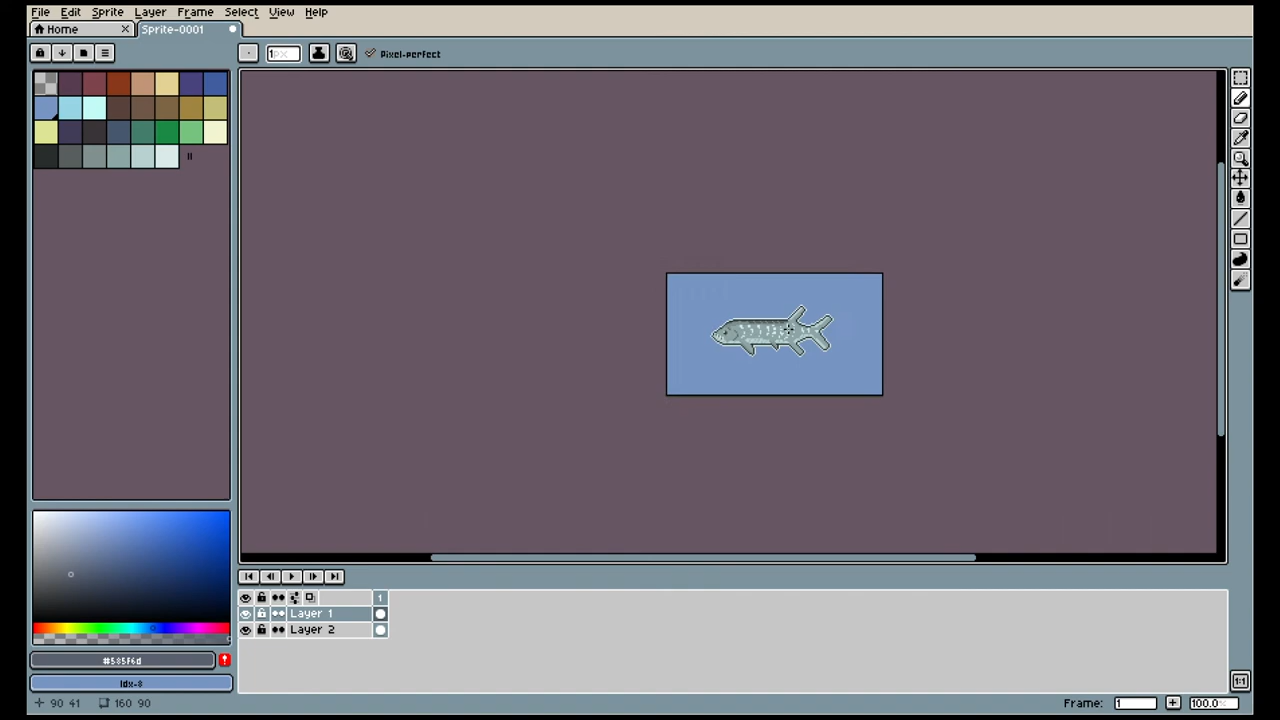 File Edit Sprite Layer Frame Select View Help
Home Sprite-0001
1px Pixel-perfect
Layer 1
Layer 2
1
#585f6d
Idx-8
90 41 160 90
Frame: 1 100.0%
1:1